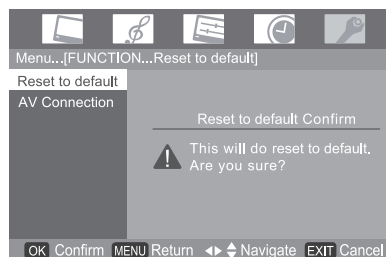 Menu...[FUNCTION...Reset to default]
Reset to default
AV Connection
Reset to default Confirm
This will do reset to default.
Are you sure?
OK Confirm MENU Return Navigate EXIT Cancel